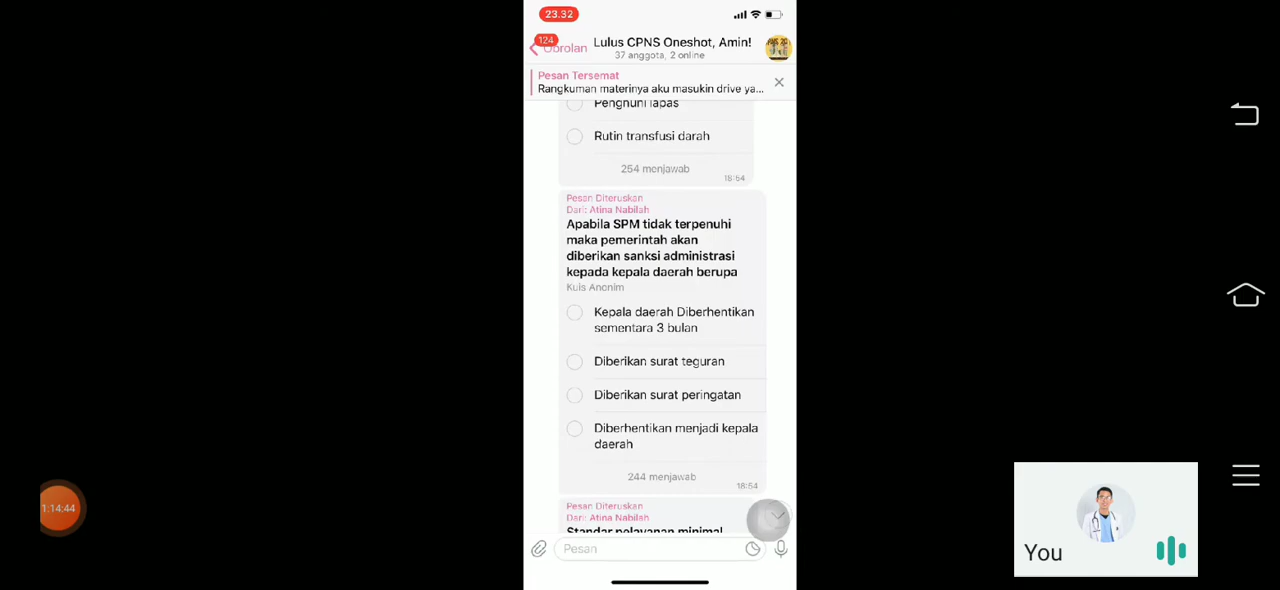 23.32
124
Obrolan
Lulus CPNS Oneshot, Amin!
37 anggota, 2 online
Pesan Tersemat
Rangkuman materinya aku masukin drive ya...
Penghuni lapas
Rutin transfusi darah
254 menjawab
18:54
Pesan Diteruskan
Dari: Atina Nabilah
Apabila SPM tidak terpenuhi
maka pemerintah akan
diberikan sanksi administrasi
kepada kepala daerah berupa
Kuis Anonim
Kepala daerah Diberhentikan
sementara 3 bulan
Diberikan surat teguran
Diberikan surat peringatan
Diberhentikan menjadi kepala
daerah
244 menjawab
18:54
Pesan Diteruskan
Dari: Atina Nabilah
Standar pelayanan minimal
Pesan
1:14:44
You